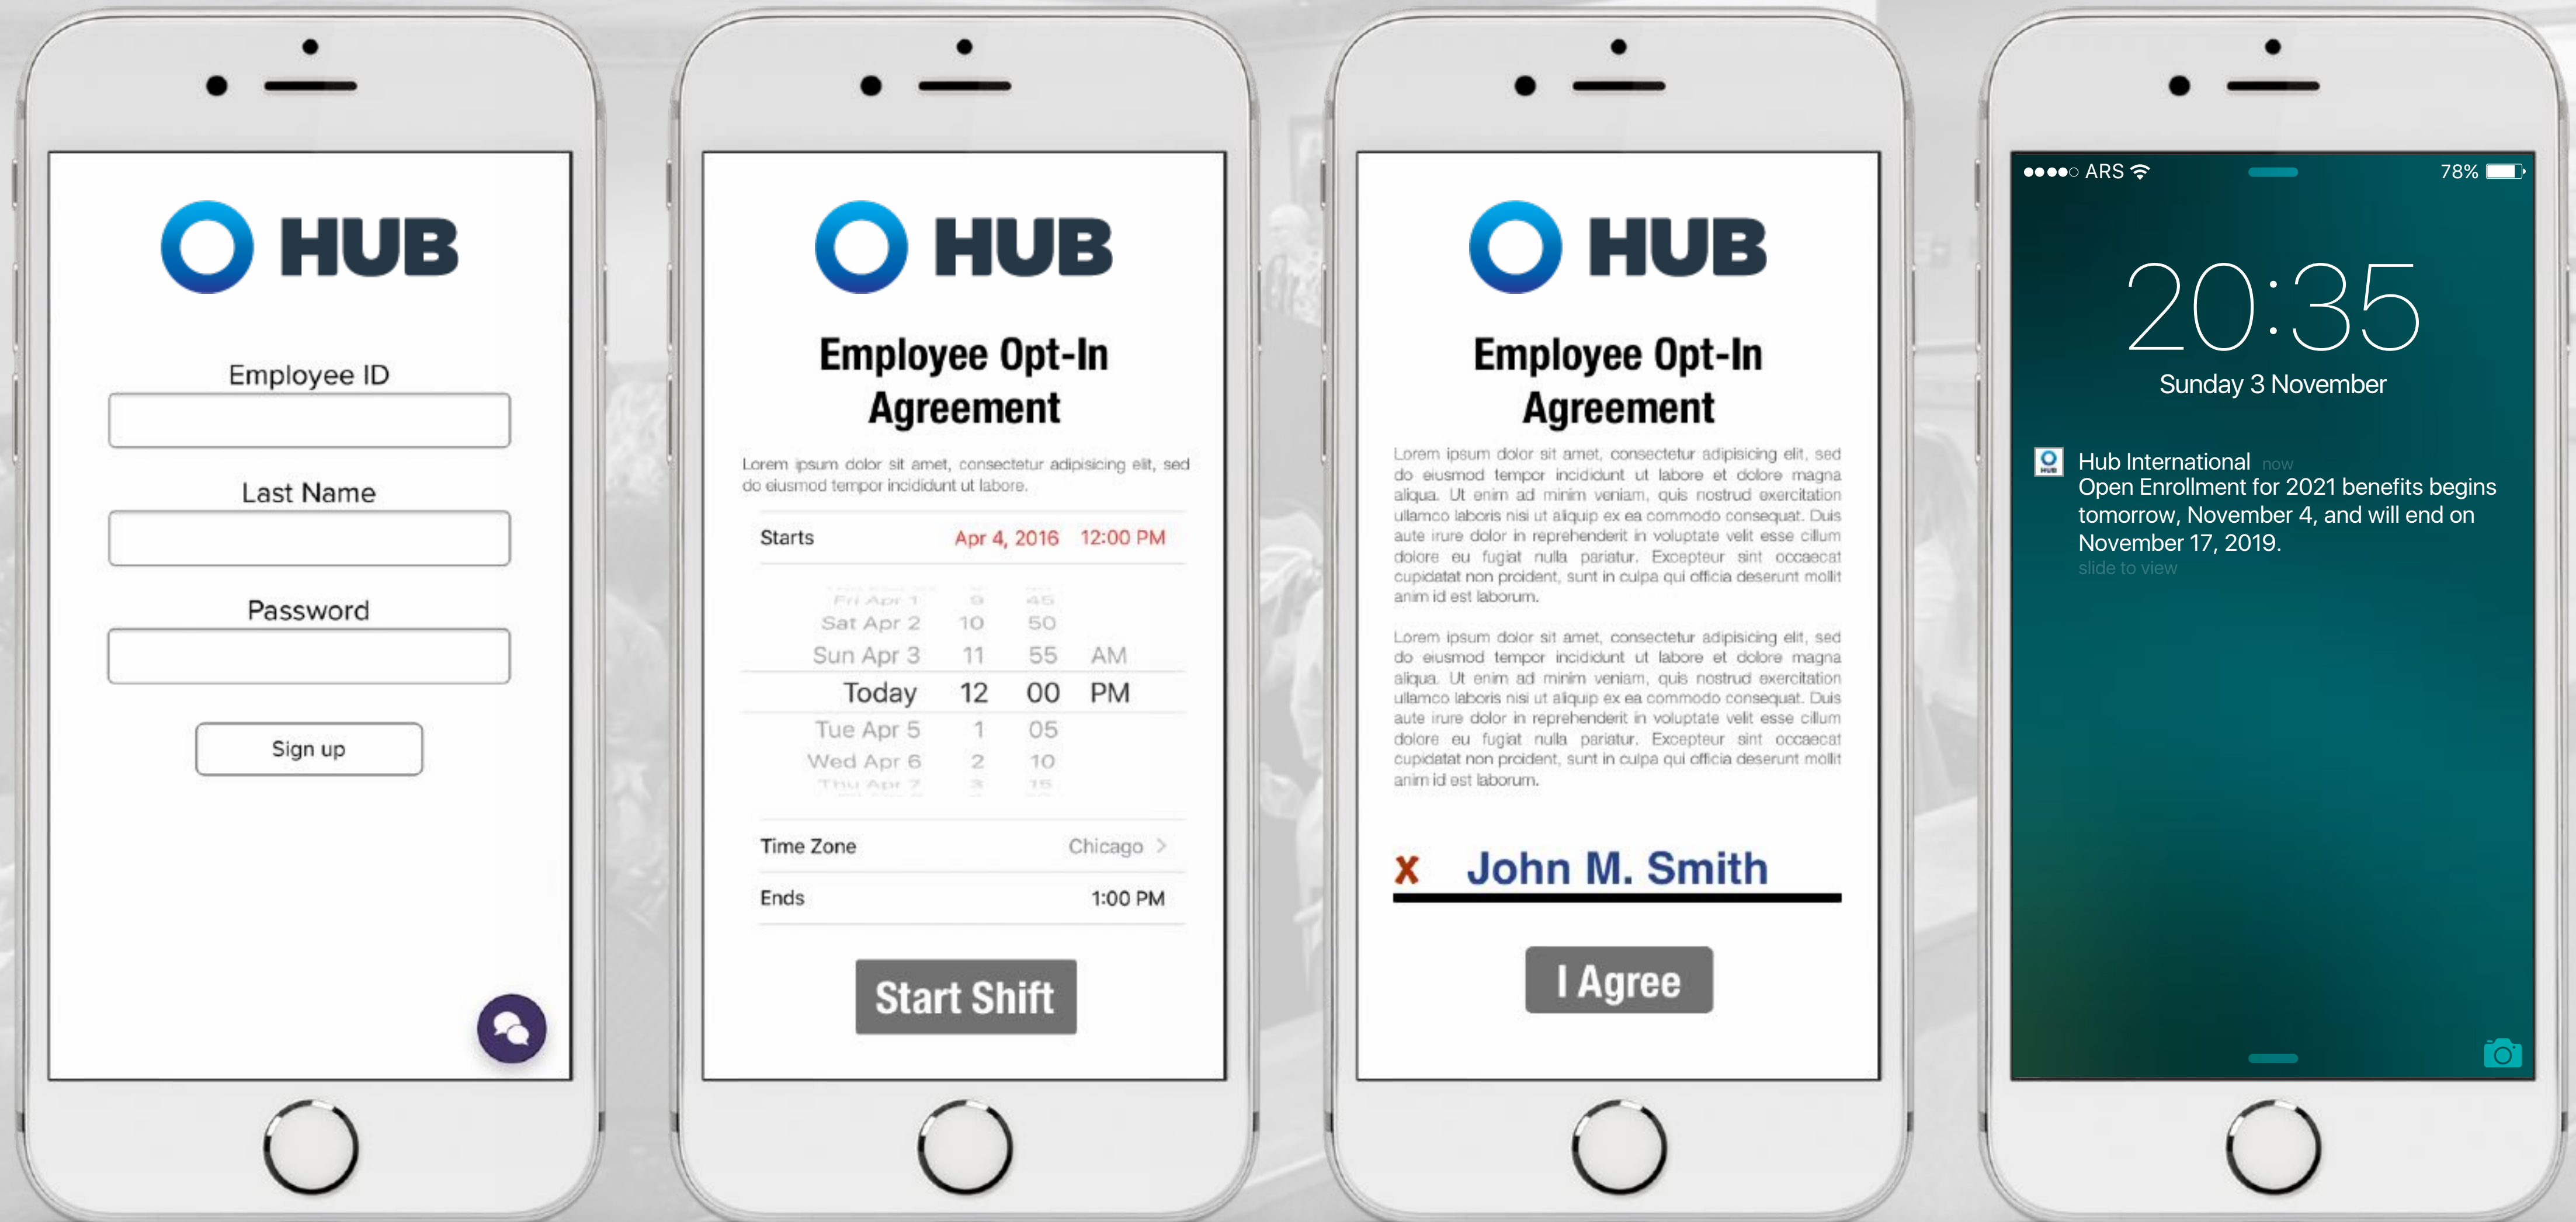 HUB
Employee ID
Last Name
Password
Sign up
HUB
Employee Opt-In
Agreement
Lorem ipsum dolor sit amet, consectetur adipisicing elit, sed
do eiusmod tempor incididunt ut labore.
Starts Apr 4, 2016 12:00 PM
Fri Apr 1 9 45
Sat Apr 2 10 50
Sun Apr 3 11 55 AM
Today 12 00 PM
Tue Apr 5 1 05
Wed Apr 6 2 10
Thu Apr 7 3 15
Time Zone Chicago >
Ends 1:00 PM
Start Shift
HUB
Employee Opt-In
Agreement
Lorem ipsum dolor sit amet, consectetur adipisicing elit, sed
do eiusmod tempor incididunt ut labore et dolore magna
aliqua. Ut enim ad minim veniam, quis nostrud exercitation
ullamco laboris nisi ut aliquip ex ea commodo consequat. Duis
aute irure dolor in reprehenderit in voluptate velit esse cillum
dolore eu fugiat nulla pariatur. Excepteur sint occaecat
cupidatat non proident, sunt in culpa qui officia deserunt mollit
anim id est laborum.
Lorem ipsum dolor sit amet, consectetur adipisicing elit, sed
do eiusmod tempor incididunt ut labore et dolore magna
aliqua. Ut enim ad minim veniam, quis nostrud exercitation
ullamco laboris nisi ut aliquip ex ea commodo consequat. Duis
aute irure dolor in reprehenderit in voluptate velit esse cillum
dolore eu fugiat nulla pariatur. Excepteur sint occaecat
cupidatat non proident, sunt in culpa qui officia deserunt mollit
anim id est laborum.
x John M. Smith
I Agree
ARS 78%
20:35
Sunday 3 November
HUB
Hub International now
Open Enrollment for 2021 benefits begins
tomorrow, November 4, and will end on
November 17, 2019.
slide to view